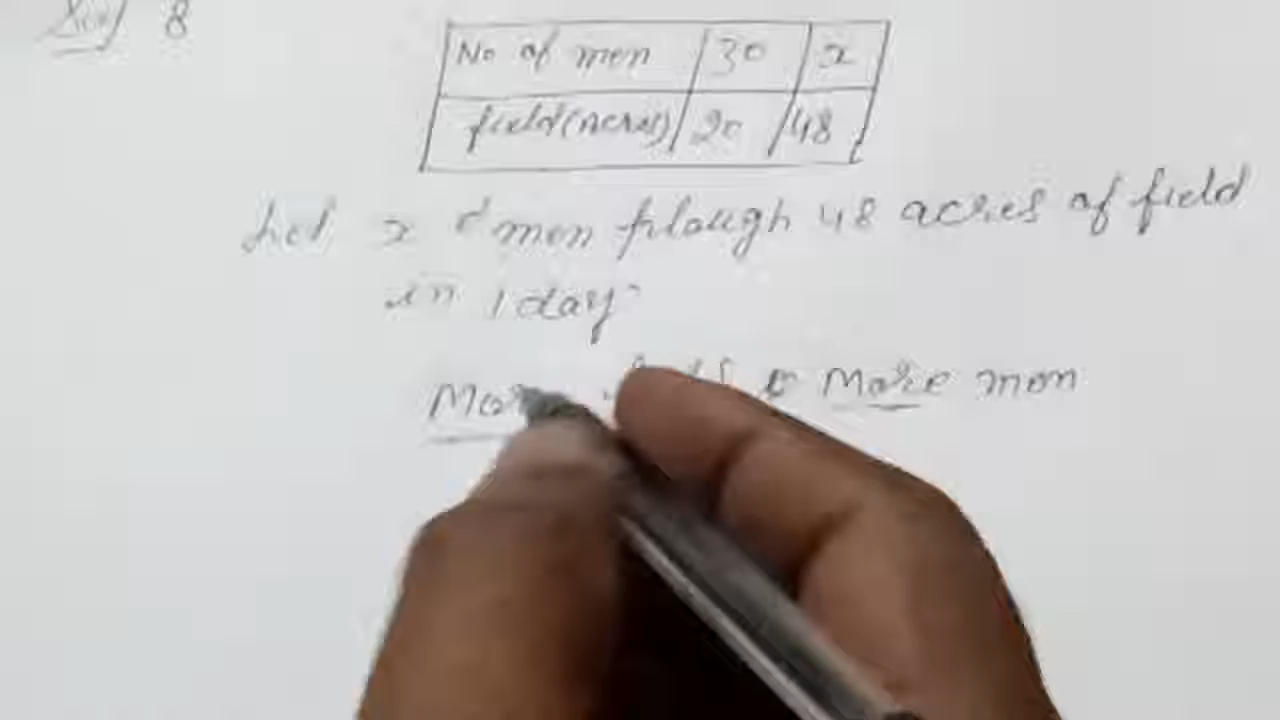 8
No of men 30 x
field(acres) 20 48
Let x men plough 48 acres of field
in 1 day
More men